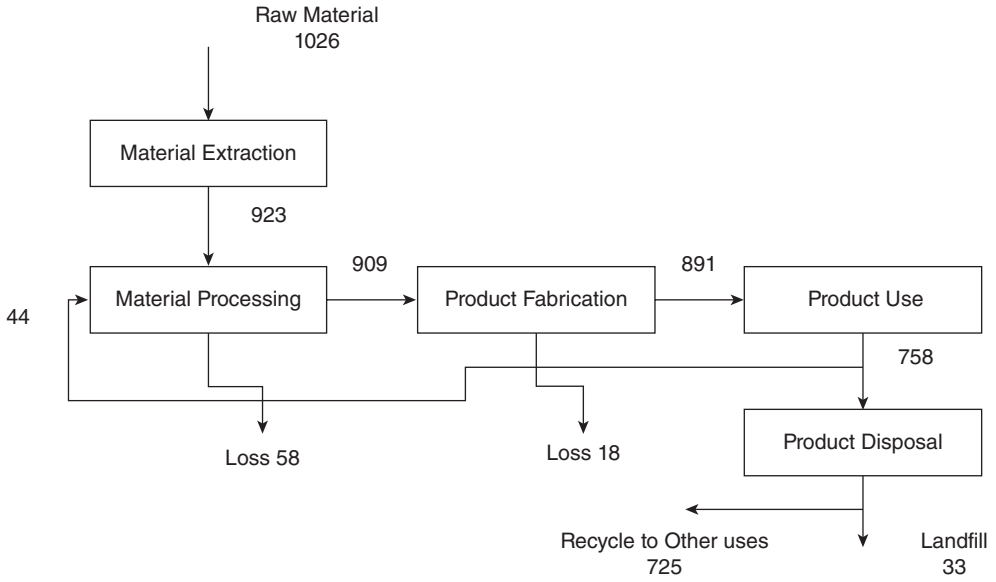 Raw Material
1026
Material Extraction
923
909
891
Material Processing
Product Fabrication
Product Use
44
758
Product Disposal
Loss 58
Loss 18
Recycle to Other uses
725
Landfill
33